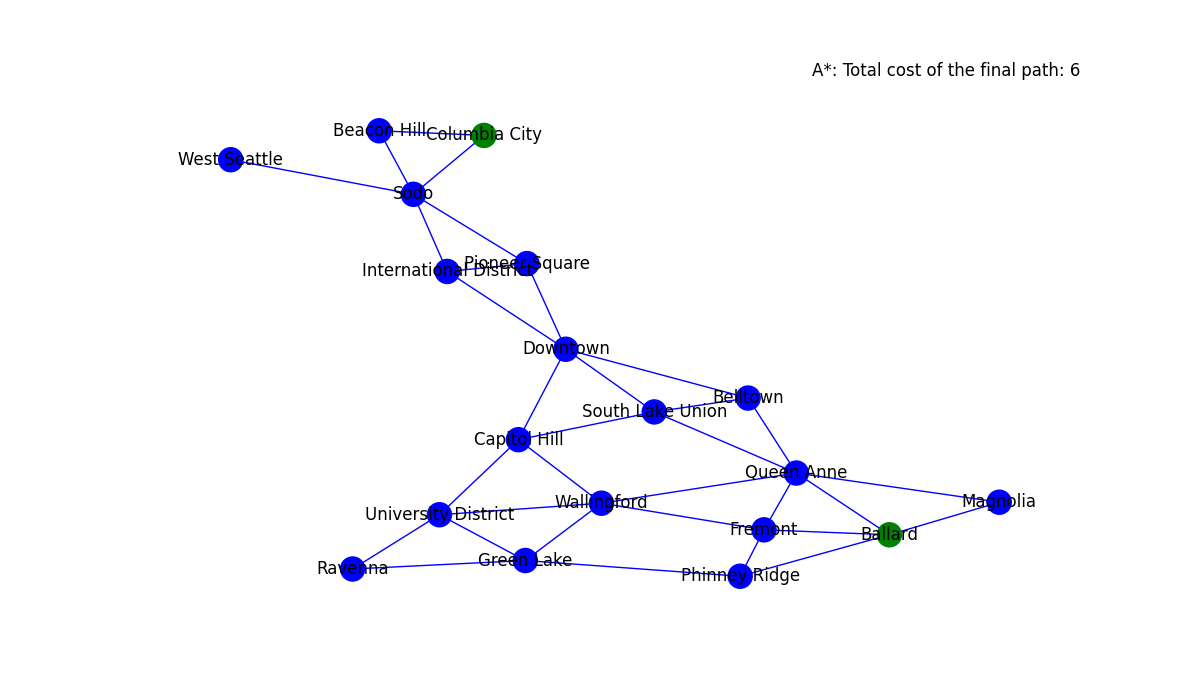 A*: Total cost of the final path: 6
Beacon Hill
Columbia City
West Seattle
Sodo
Pioneer Square
International District
Downtown
Belltown
South Lake Union
Capitol Hill
Queen Anne
Wallingford
Magnolia
University District
Fremont
Ballard
Green Lake
Ravenna
Phinney Ridge